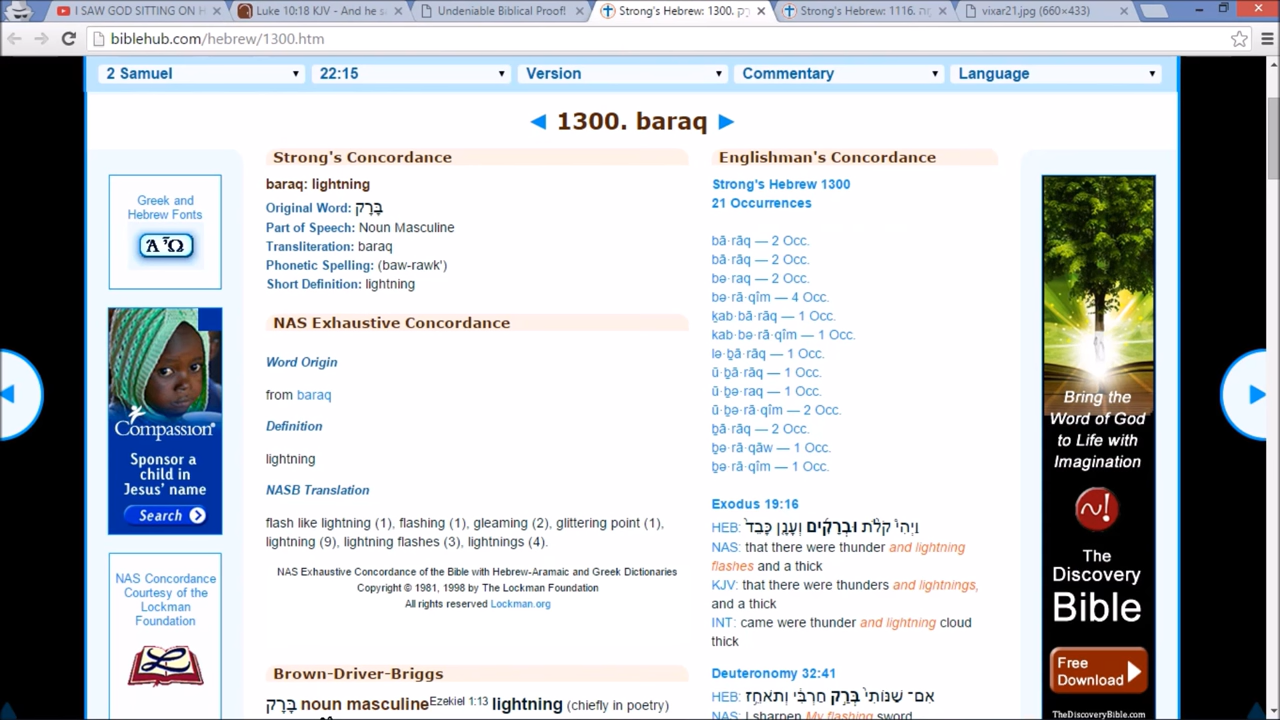 I SAW GOD SITTING ON H
Luke 10:18 KJV - And he s
Undeniable Biblical Proof!
Strong's Hebrew: 1300. בָּרָק
Strong's Hebrew: 1116.
vixar21.jpg (660×433)
biblehub.com/hebrew/1300.htm
2 Samuel
22:15
Version
Commentary
Language
1300. baraq
Greek and
Hebrew Fonts
Compassion®
Sponsor a
child in
Jesus' name
Search
NAS Concordance
Courtesy of the
Lockman
Foundation
Strong's Concordance
baraq: lightning
Original Word: בָּרָק
Part of Speech: Noun Masculine
Transliteration: baraq
Phonetic Spelling: (baw-rawk')
Short Definition: lightning
NAS Exhaustive Concordance
Word Origin
from baraq
Definition
lightning
NASB Translation
flash like lightning (1), flashing (1), gleaming (2), glittering point (1),
lightning (9), lightning flashes (3), lightnings (4).
NAS Exhaustive Concordance of the Bible with Hebrew-Aramaic and Greek Dictionaries
Copyright © 1981, 1998 by The Lockman Foundation
All rights reserved Lockman.org
Brown-Driver-Briggs
בָּרָק noun masculine Ezekiel 1:13 lightning (chiefly in poetry)
Englishman's Concordance
Strong's Hebrew 1300
21 Occurrences
bā·rāq — 2 Occ.
bā·rāq — 2 Occ.
bə·raq — 2 Occ.
bə·rā·qîm — 4 Occ.
ḵab·bā·rāq — 1 Occ.
kab·bə·rā·qîm — 1 Occ.
lə·ḇā·rāq — 1 Occ.
ū·ḇā·rāq — 1 Occ.
ū·ḇə·raq — 1 Occ.
ū·ḇə·rā·qîm — 2 Occ.
ḇā·rāq — 2 Occ.
ḇə·rā·qāw — 1 Occ.
ḇə·rā·qîm — 1 Occ.
Exodus 19:16
HEB: וַיְהִי֩ קֹלֹ֨ת וּבְרָקִ֜ים וְעָנָ֤ן כָּבֵד֙
NAS: that there were thunder and lightning
flashes and a thick
KJV: that there were thunders and lightnings,
and a thick
INT: came were thunder and lightning cloud
thick
Deuteronomy 32:41
HEB: אִם־ שַׁנּוֹתִי֙ בְּרַ֣ק חַרְבִּ֔י וְתֹאחֵ֥ז
NAS: I sharpen My flashing sword,
Bring the
Word of God
to Life with
Imagination
The
Discovery
Bible
Free
Download
TheDiscoveryBible.com